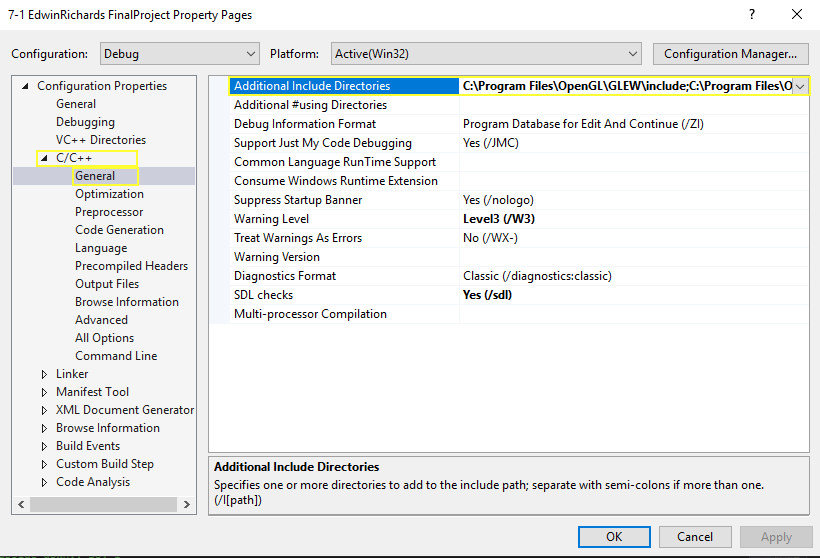 7-1 EdwinRichards FinalProject Property Pages
Configuration: Debug Platform: Active(Win32) Configuration Manager...
Configuration Properties
General
Debugging
VC++ Directories
C/C++
General
Optimization
Preprocessor
Code Generation
Language
Precompiled Headers
Output Files
Browse Information
Advanced
All Options
Command Line
Linker
Manifest Tool
XML Document Generator
Browse Information
Build Events
Custom Build Step
Code Analysis
Additional Include Directories C:\Program Files\OpenGL\GLEW\include;C:\Program Files\O
Additional #using Directories
Debug Information Format Program Database for Edit And Continue (/ZI)
Support Just My Code Debugging Yes (/JMC)
Common Language RunTime Support
Consume Windows Runtime Extension
Suppress Startup Banner Yes (/nologo)
Warning Level Level3 (/W3)
Treat Warnings As Errors No (/WX-)
Warning Version
Diagnostics Format Classic (/diagnostics:classic)
SDL checks Yes (/sdl)
Multi-processor Compilation
Additional Include Directories
Specifies one or more directories to add to the include path; separate with semi-colons if more than one.
(/I[path])
OK Cancel Apply